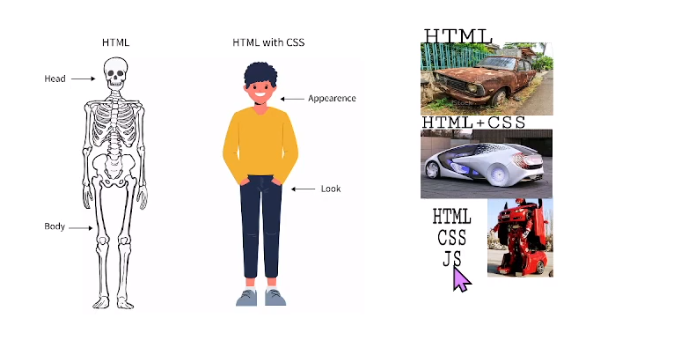 HTML
Head
Body
HTML with CSS
Appearence
Look
HTML
HTML+CSS
HTML
CSS
JS